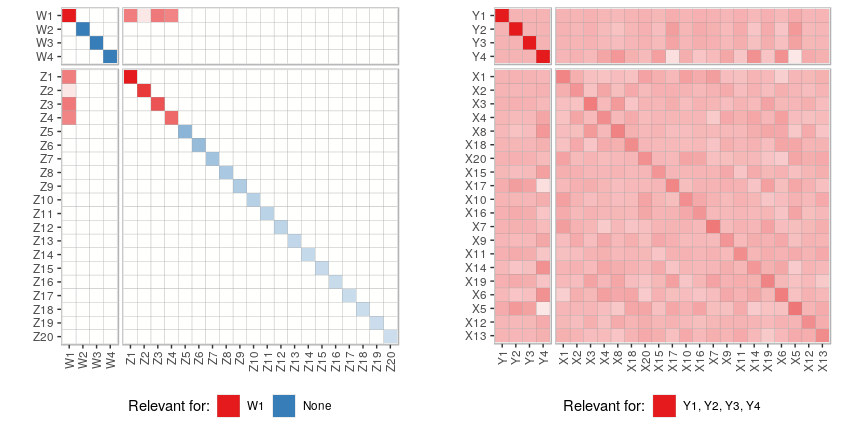 W1
W2
W3
W4
Z1
Z2
Z3
Z4
Z5
Z6
Z7
Z8
Z9
Z10
Z11
Z12
Z13
Z14
Z15
Z16
Z17
Z18
Z19
Z20
W1 W2 W3 W4 Z1 Z2 Z3 Z4 Z5 Z6 Z7 Z8 Z9 Z10 Z11 Z12 Z13 Z14 Z15 Z16 Z17 Z18 Z19 Z20
Relevant for: W1 None
Y1
Y2
Y3
Y4
X1
X2
X3
X4
X8
X18
X20
X15
X17
X10
X16
X7
X9
X11
X14
X19
X6
X5
X12
X13
Y1 Y2 Y3 Y4 X1 X2 X3 X4 X8 X18 X20 X15 X17 X10 X16 X7 X9 X11 X14 X19 X6 X5 X12 X13
Relevant for: Y1, Y2, Y3, Y4